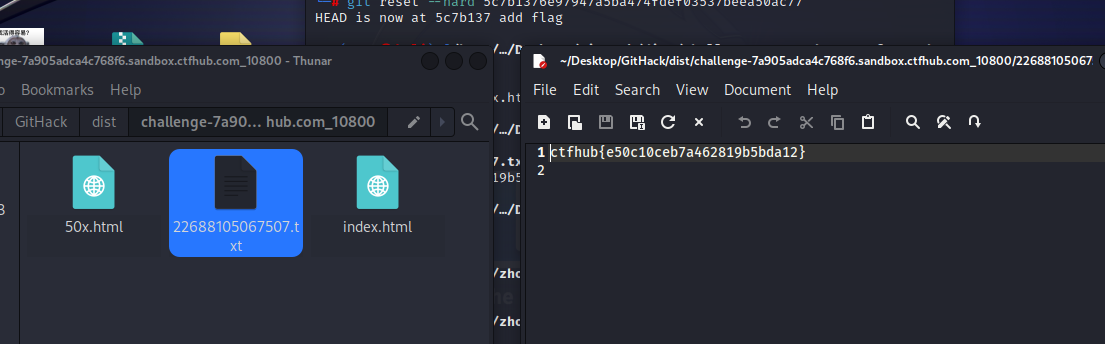 git reset --hard 5c7b1376e97947a5ba474fdef03537beea50ac77
HEAD is now at 5c7b137 add flag
nge-7a905adca4c768f6.sandbox.ctfhub.com_10800 - Thunar
Bookmarks Help
GitHack dist challenge-7a90... hub.com_10800
50x.html
22688105067507.t
xt
index.html
~/Desktop/GitHack/dist/challenge-7a905adca4c768f6.sandbox.ctfhub.com_10800/22688105067
File Edit Search View Document Help
1 ctfhub{e50c10ceb7a462819b5bda12}
2
x.ht
/…/D
7.tx
19b5
/…/D
/zho
/zho